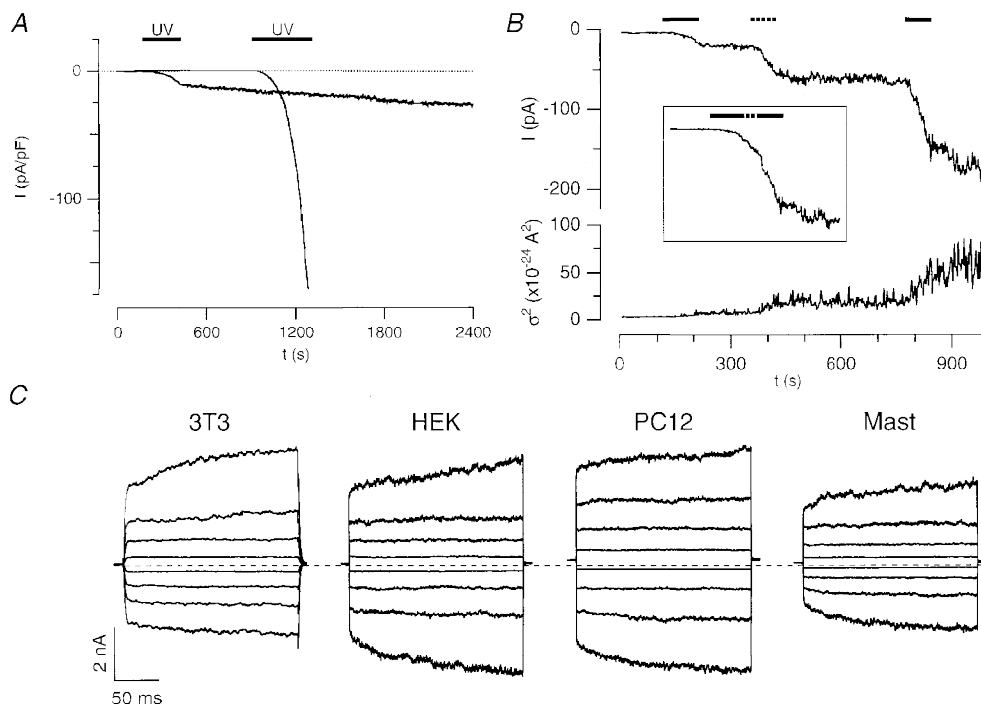 A
UV
UV
0
-100
I (pA/pF)
0
600
1200
1800
2400
t (s)
B
0
-100
-200
I (pA)
100
50
0
σ² (x10⁻²⁴ A²)
0
300
600
900
t (s)
C
3T3
HEK
PC12
Mast
2 nA
50 ms